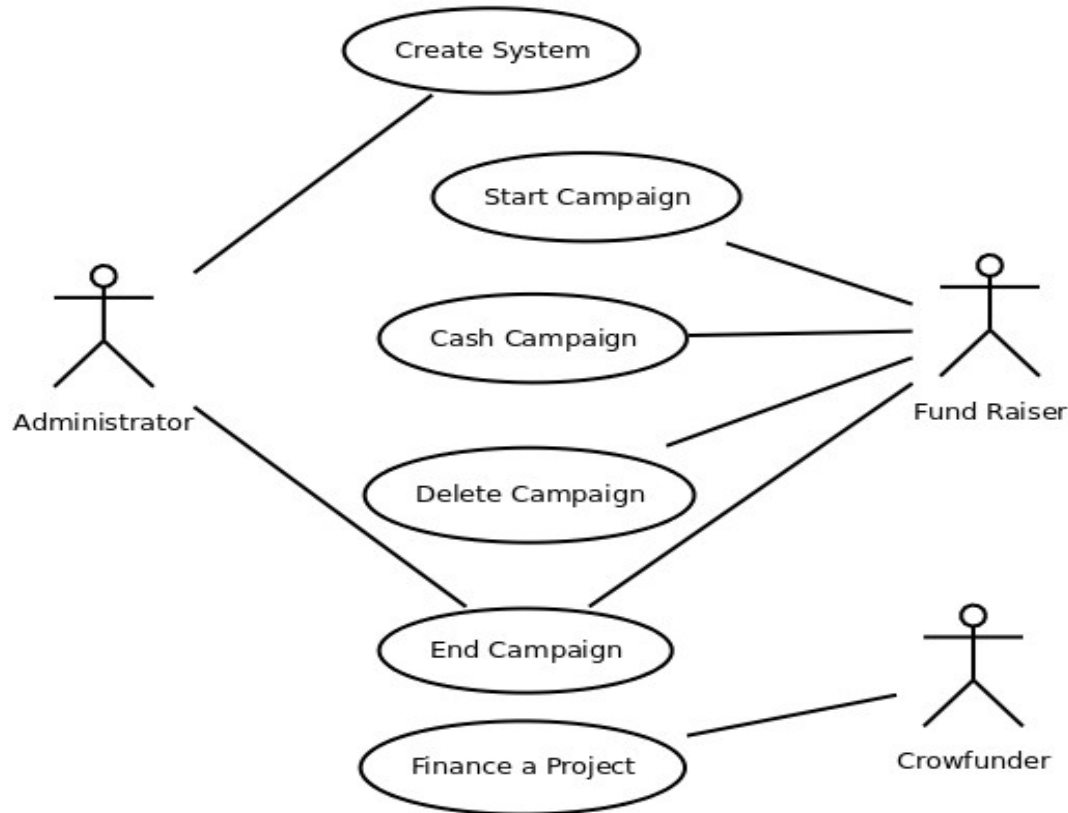 Create System
Start Campaign
Cash Campaign
Administrator
Fund Raiser
Delete Campaign
End Campaign
Finance a Project
Crowfunder